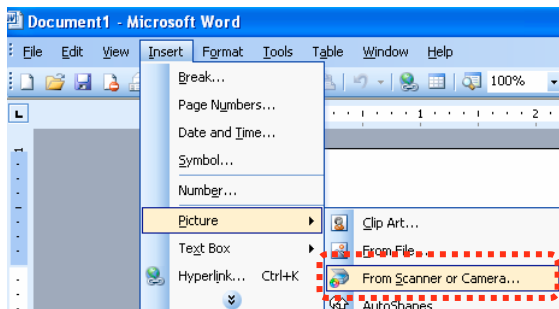 Document1 - Microsoft Word
File Edit View Insert Format Tools Table Window Help
100%
Break...
Page Numbers...
1 2
Date and Time...
Symbol...
Number...
Picture
Clip Art...
Text Box
From File...
Hyperlink... Ctrl+K
From Scanner or Camera...
AutoShapes